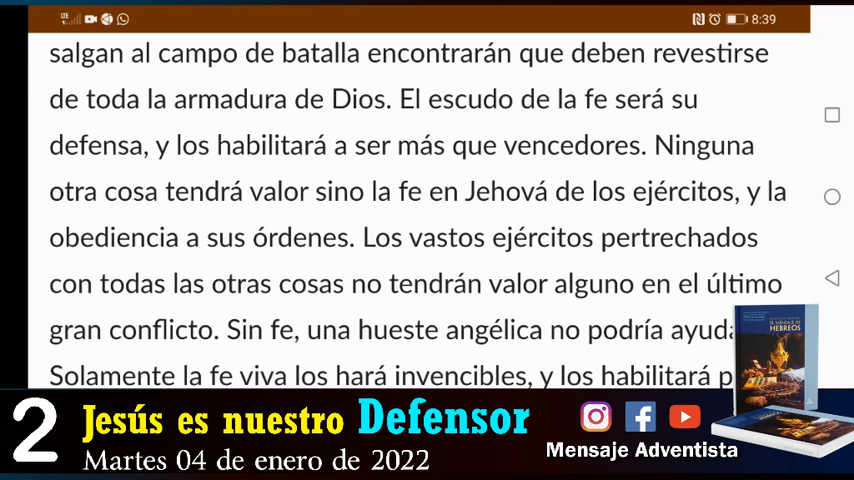 LTE 8:39
salgan al campo de batalla encontrarán que deben revestirse
de toda la armadura de Dios. El escudo de la fe será su
defensa, y los habilitará a ser más que vencedores. Ninguna
otra cosa tendrá valor sino la fe en Jehová de los ejércitos, y la
obediencia a sus órdenes. Los vastos ejércitos pertrechados
con todas las otras cosas no tendrán valor alguno en el último
gran conflicto. Sin fe, una hueste angélica no podría
Solamente la fe viva los hará invencibles, y los habilitará
EL MENSAJE DE
HEBREOS
2 Jesús es nuestro Defensor
Martes 04 de enero de 2022
Mensaje Adventista